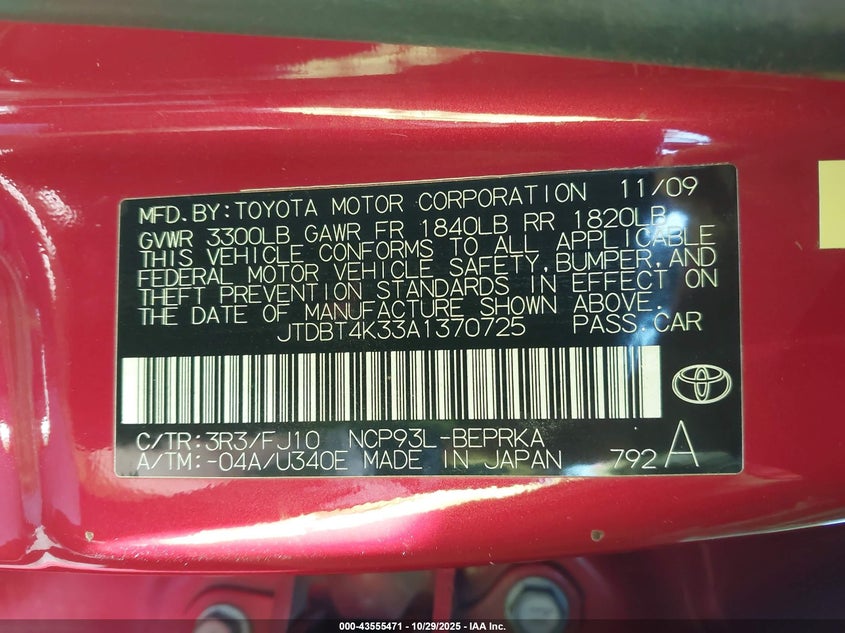 MFD.BY:TOYOTA MOTOR CORPORATION 11/09
GVWR 3300LB GAWR FR 1840LB RR 1820LB
THIS VEHICLE CONFORMS TO ALL APPLICABLE
FEDERAL MOTOR VEHICLE SAFETY,BUMPER,AND
THEFT PREVENTION STANDARDS IN EFFECT ON
THE DATE OF MANUFACTURE SHOWN ABOVE.
JTDBT4K33A1370725 PASS.CAR
C/TR:3R3/FJ10 NCP93L-BEPRKA
A/TM:-04A/U340E MADE IN JAPAN 792 A
000-43555471 - 10/29/2025 - IAA Inc.